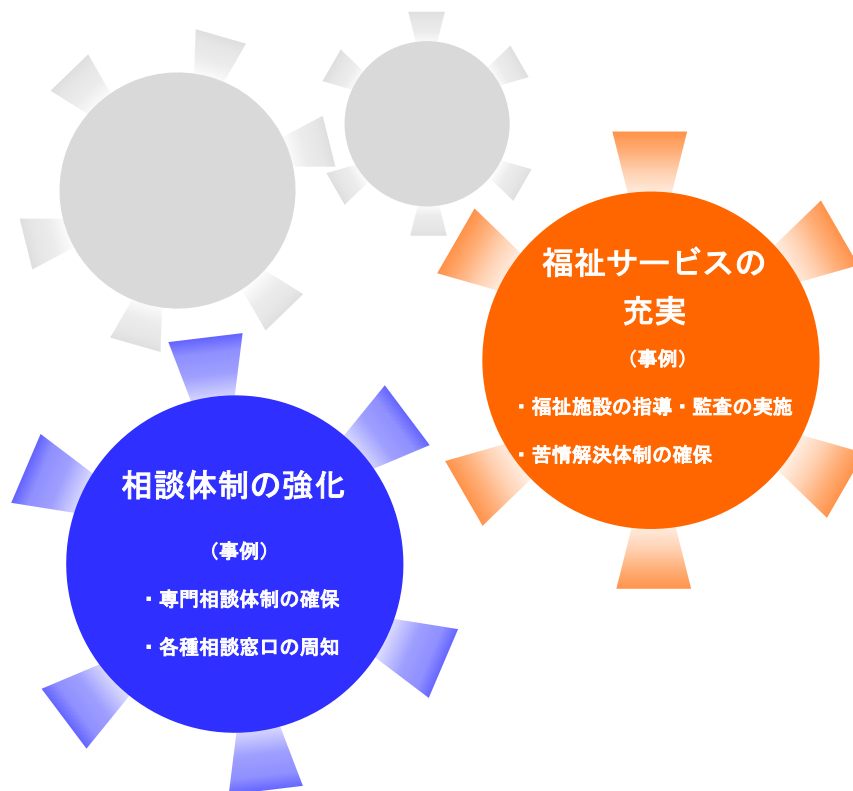 福祉サービスの
充実
（事例）
・福祉施設の指導・監査の実施
・苦情解決体制の確保
相談体制の強化
（事例）
・専門相談体制の確保
・各種相談窓口の周知